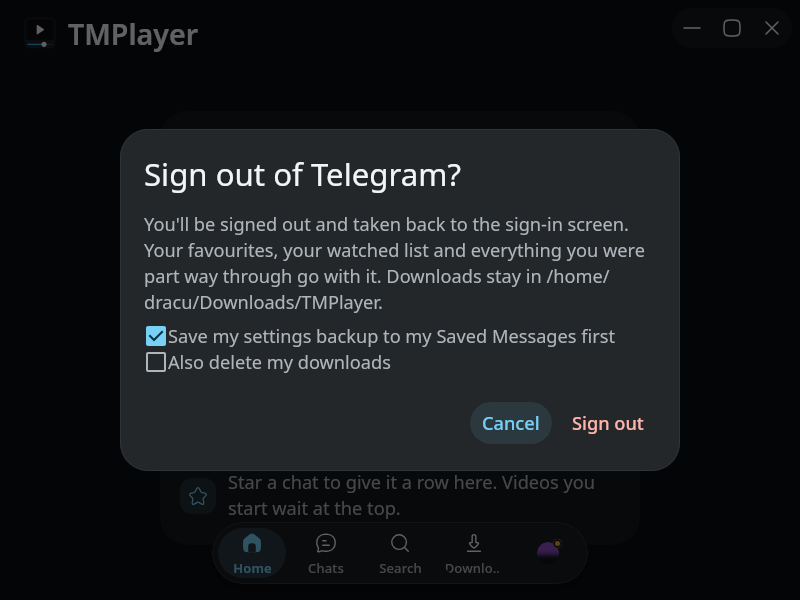 TMPlayer
Sign out of Telegram?
You'll be signed out and taken back to the sign-in screen.
Your favourites, your watched list and everything you were
part way through go with it. Downloads stay in /home/
dracu/Downloads/TMPlayer.
Save my settings backup to my Saved Messages first
Also delete my downloads
Cancel Sign out
Star a chat to give it a row here. Videos you
start wait at the top.
Home Chats Search Downlo..